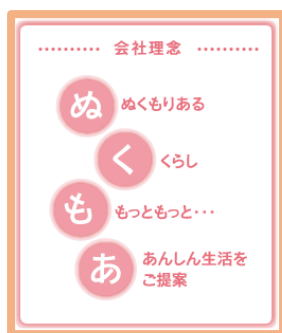 会社理念
ぬ ぬくもりある
く くらし
も もっともっと･･･
あ あんしん生活を
ご提案